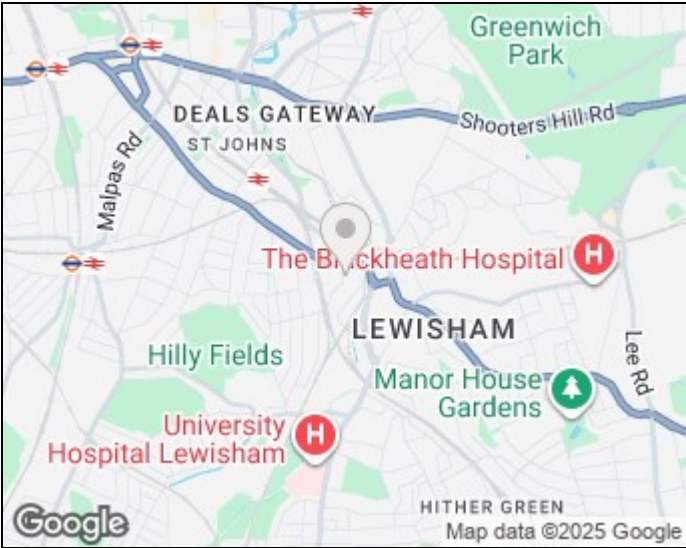 Greenwich
Park
DEALS GATEWAY
Shooters Hill Rd
ST JOHNS
Malpas Rd
The Blackheath Hospital
H
LEWISHAM
Hilly Fields
Lee Rd
Manor House
Gardens
University
Hospital Lewisham
H
HITHER GREEN
Google
Map data ©2025 Google